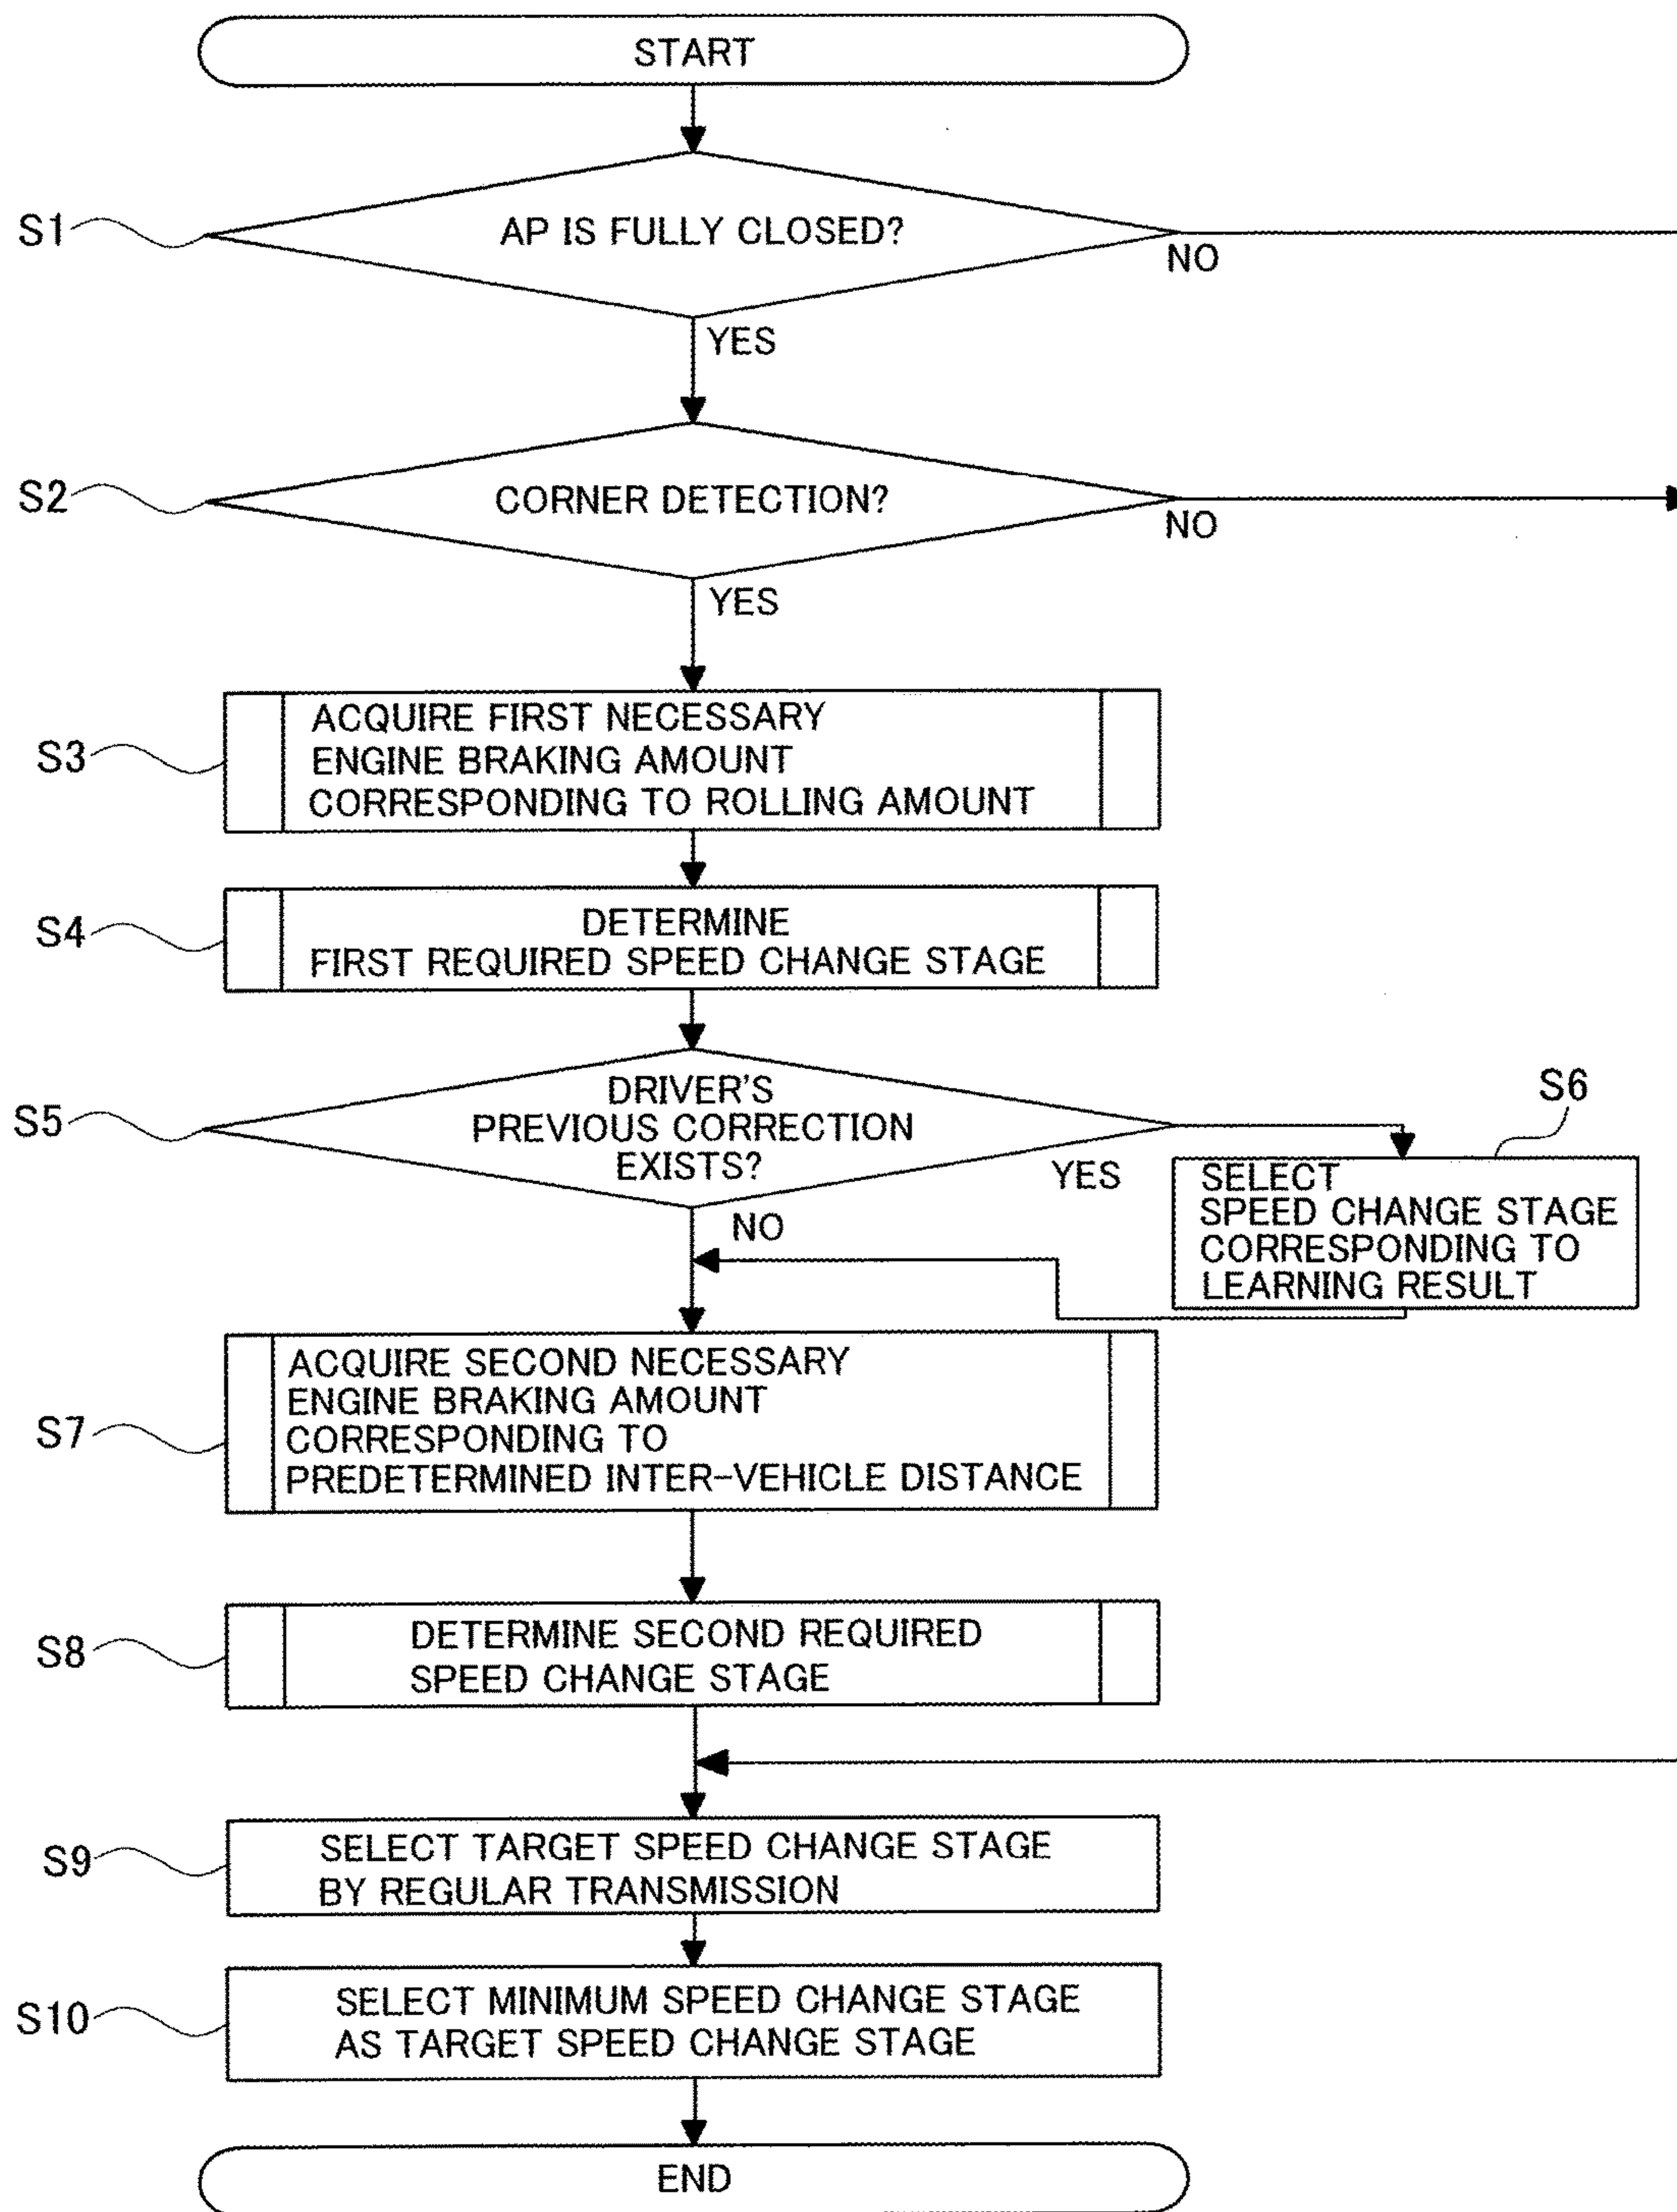 START
S1
AP IS FULLY CLOSED?
NO
YES
S2
CORNER DETECTION?
NO
YES
S3
ACQUIRE FIRST NECESSARY
ENGINE BRAKING AMOUNT
CORRESPONDING TO ROLLING AMOUNT
S4
DETERMINE
FIRST REQUIRED SPEED CHANGE STAGE
S5
DRIVER'S
PREVIOUS CORRECTION
EXISTS?
YES
NO
S6
SELECT
SPEED CHANGE STAGE
CORRESPONDING TO
LEARNING RESULT
S7
ACQUIRE SECOND NECESSARY
ENGINE BRAKING AMOUNT
CORRESPONDING TO
PREDETERMINED INTER-VEHICLE DISTANCE
S8
DETERMINE SECOND REQUIRED
SPEED CHANGE STAGE
S9
SELECT TARGET SPEED CHANGE STAGE
BY REGULAR TRANSMISSION
S10
SELECT MINIMUM SPEED CHANGE STAGE
AS TARGET SPEED CHANGE STAGE
END